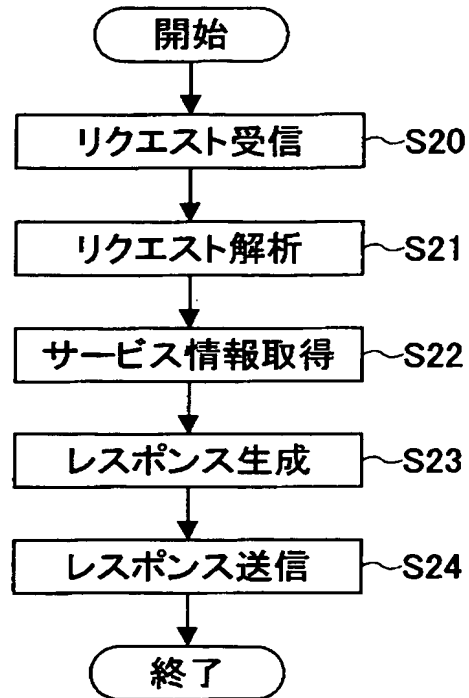 開始
リクエスト受信 S20
リクエスト解析 S21
サービス情報取得 S22
レスポンス生成 S23
レスポンス送信 S24
終了